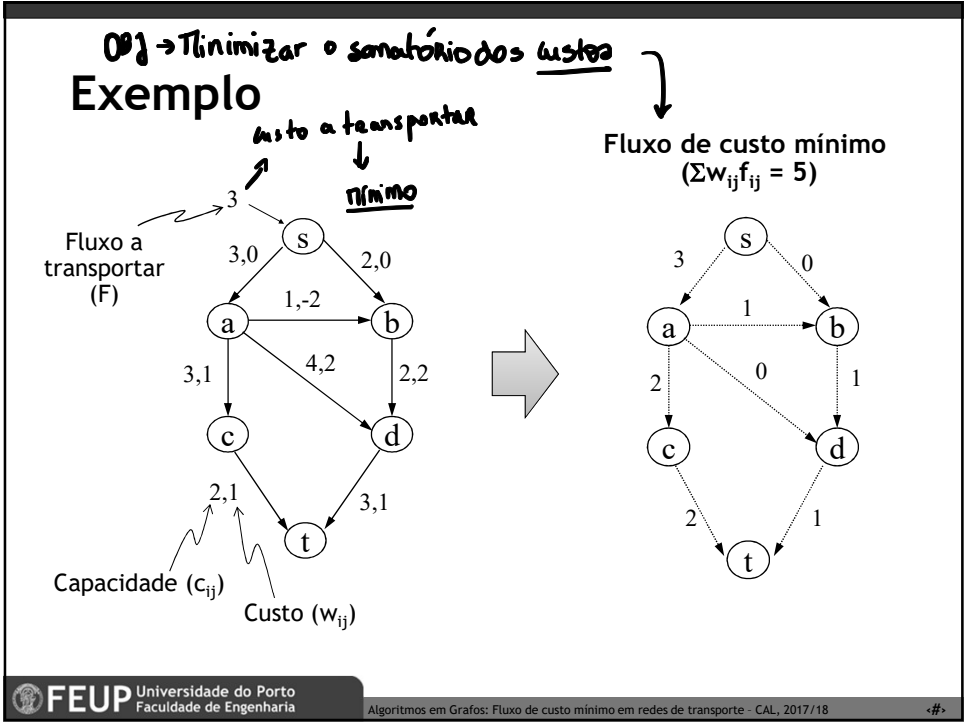 OBJ → Minimizar o somatório dos custos
Exemplo
custo a transportar
mínimo
Fluxo de custo mínimo
(Σwijfij = 5)
3
Fluxo a
transportar
(F)
s
3,0
2,0
a
1,-2
b
3,1
4,2
2,2
c
d
2,1
3,1
t
Capacidade (cij)
Custo (wij)
s
3
0
a
1
b
2
0
1
c
d
2
1
t
FEUP Universidade do Porto
Faculdade de Engenharia
Algoritmos em Grafos: Fluxo de custo mínimo em redes de transporte - CAL, 2017/18
‹#›